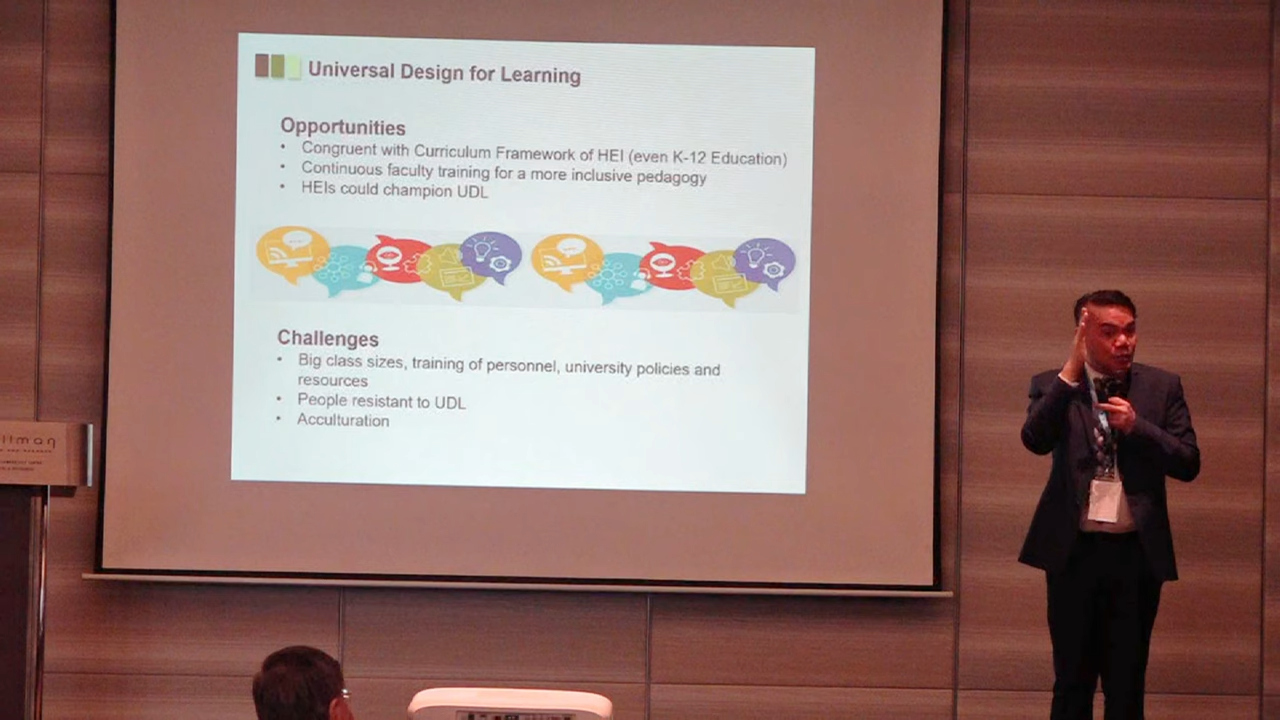 Universal Design for Learning
Opportunities
• Congruent with Curriculum Framework of HEI (even K-12 Education)
• Continuous faculty training for a more inclusive pedagogy
• HEIs could champion UDL
Challenges
• Big class sizes, training of personnel, university policies and
resources
• People resistant to UDL
• Acculturation